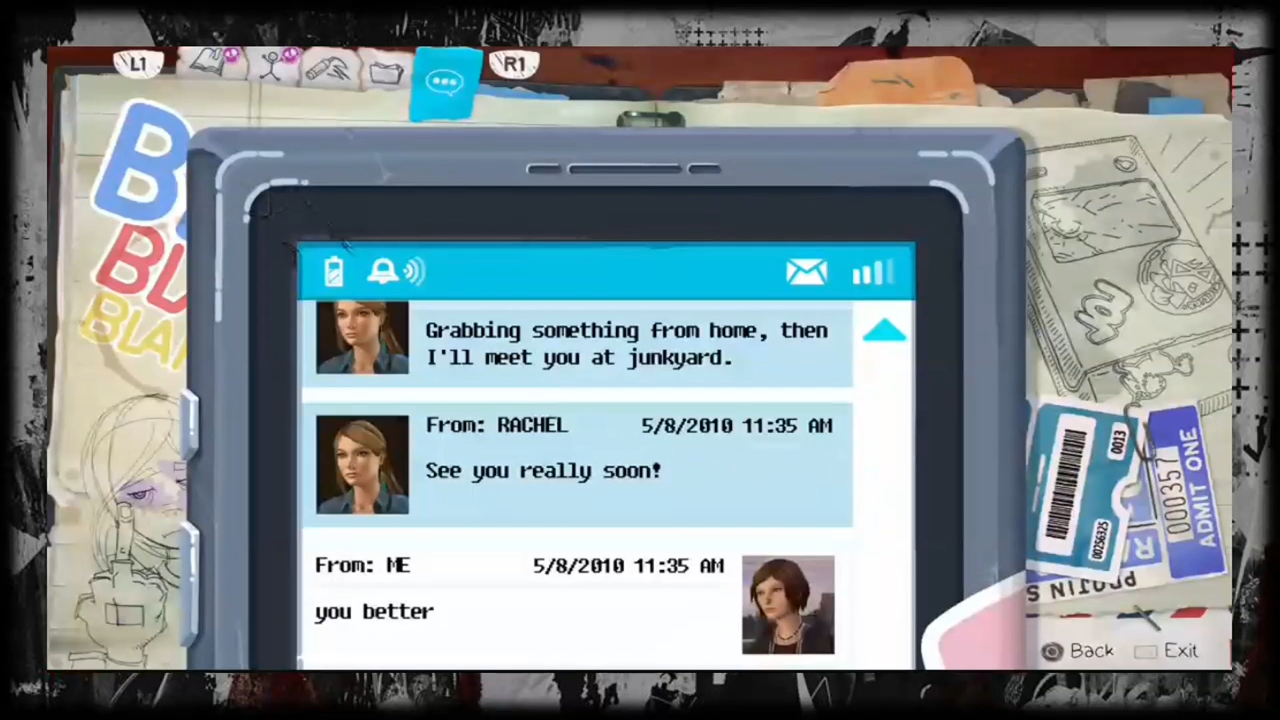 L1
R1
Grabbing something from home, then
I'll meet you at junkyard.
From: RACHEL 5/8/2010 11:35 AM
See you really soon!
From: ME 5/8/2010 11:35 AM
you better
0013
00256325
000357
ADMIT ONE
Back
Exit